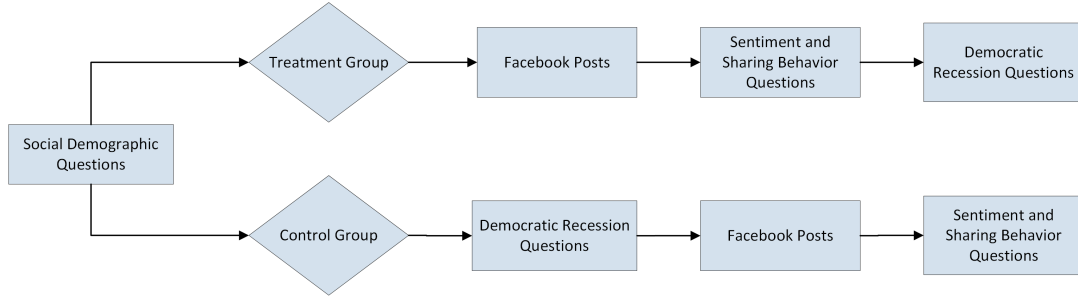 Treatment Group
Facebook Posts
Sentiment and
Sharing Behavior
Questions
Democratic
Recession Questions
Social Demographic
Questions
Control Group
Democratic Recession
Questions
Facebook Posts
Sentiment and
Sharing Behavior
Questions